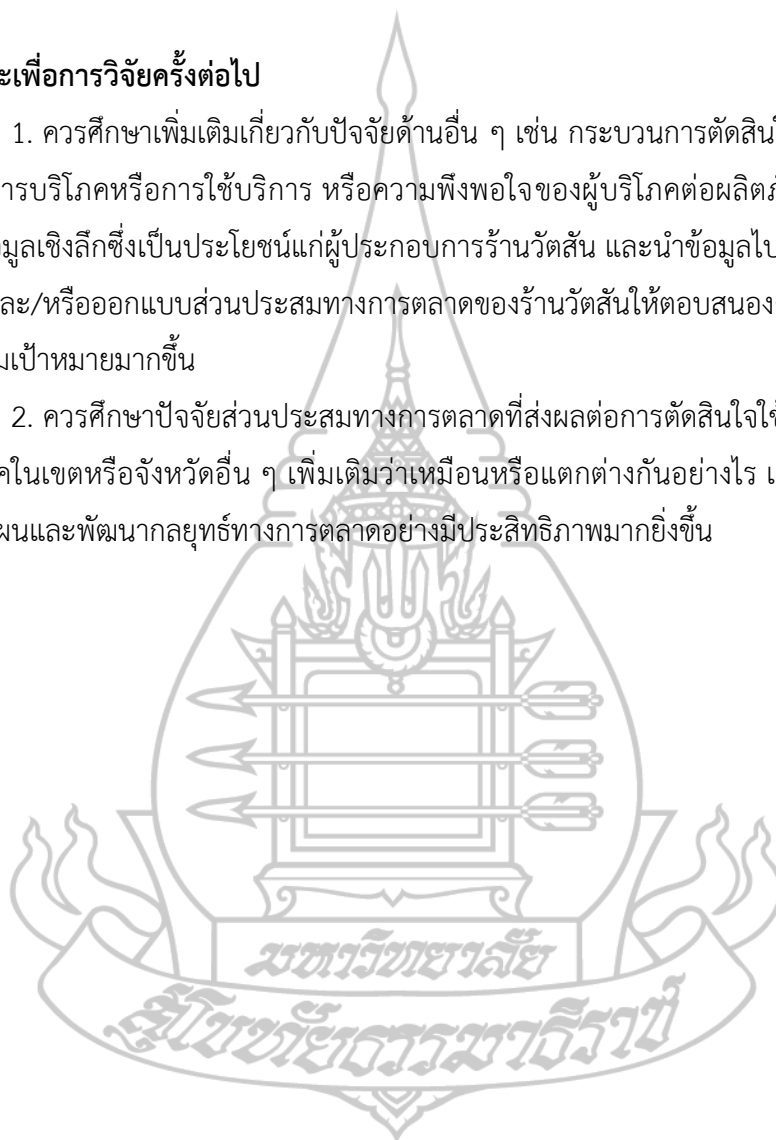 ะเพื่อการวิจัยครั้งต่อไป
1. ควรศึกษาเพิ่มเติมเกี่ยวกับปัจจัยด้านอื่น ๆ เช่น กระบวนการตัดสินใ
ารบริโภคหรือการใช้บริการ หรือความพึงพอใจของผู้บริโภคต่อผลิตภั
อมูลเชิงลึกซึ่งเป็นประโยชน์แก่ผู้ประกอบการร้านวัตสัน และนำข้อมูลไป
ละ/หรือออกแบบส่วนประสมทางการตลาดของร้านวัตสันให้ตอบสนอง
มเป้าหมายมากขึ้น
2. ควรศึกษาปัจจัยส่วนประสมทางการตลาดที่ส่งผลต่อการตัดสินใจใช้
คในเขตหรือจังหวัดอื่น ๆ เพิ่มเติมว่าเหมือนหรือแตกต่างกันอย่างไร เ
ผนและพัฒนากลยุทธ์ทางการตลาดอย่างมีประสิทธิภาพมากยิ่งขึ้น
มหาวิทยาลัย
สุโขทัยธรรมาธิราช